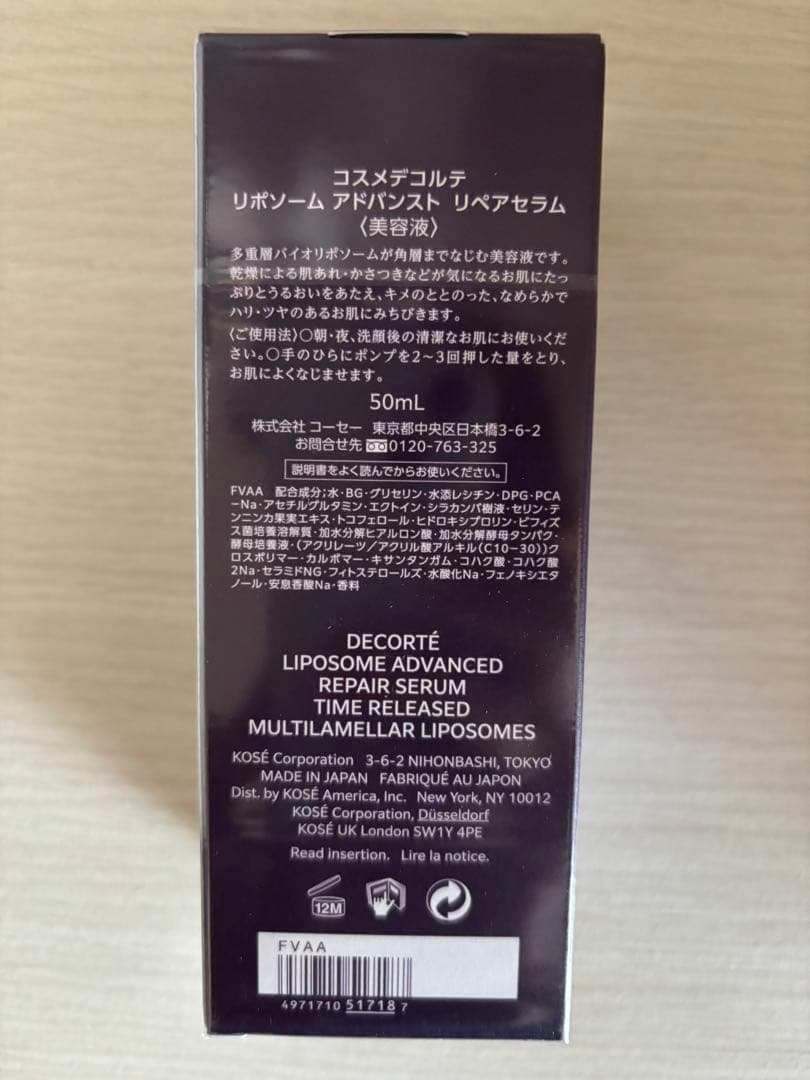 コスメデコルテ
リポソーム アドバンスト リペアセラム
〈美容液〉
多重層バイオリポソームが角層までなじむ美容液です。
乾燥による肌あれ・かさつきなどが気になるお肌にたっ
ぷりとうるおいをあたえ、キメのととのった、なめらかで
ハリ・ツヤのあるお肌にみちびきます。
〈ご使用法〉○朝・夜、洗顔後の清潔なお肌にお使いくだ
さい。○手のひらにポンプを2～3回押した量をとり、
お肌によくなじませます。
50mL
株式会社 コーセー 東京都中央区日本橋3-6-2
お問合せ先 0120-763-325
説明書をよく読んでからお使いください。
FVAA 配合成分；水・BG・グリセリン・水添レシチン・DPG・PCA
-Na・アセチルグルタミン・エクトイン・シラカンバ樹液・セリン・テ
ンニンカ果実エキス・トコフェロール・ヒドロキシプロリン・ビフィズ
ス菌培養溶解質・加水分解ヒアルロン酸・加水分解酵母タンパク・
酵母培養液・（アクリレーツ／アクリル酸アルキル（C10-30））ク
ロスポリマー・カルボマー・キサンタンガム・コハク酸・コハク酸
2Na・セラミドNG・フィトステロールズ・水酸化Na・フェノキシエタ
ノール・安息香酸Na・香料
DECORTÉ
LIPOSOME ADVANCED
REPAIR SERUM
TIME RELEASED
MULTILAMELLAR LIPOSOMES
KOSÉ Corporation 3-6-2 NIHONBASHI, TOKYO
MADE IN JAPAN FABRIQUÉ AU JAPON
Dist. by KOSÉ America, Inc. New York, NY 10012
KOSÉ Corporation, Düsseldorf
KOSÉ UK London SW1Y 4PE
Read insertion. Lire la notice.
12M
FVAA
4971710 51718 7